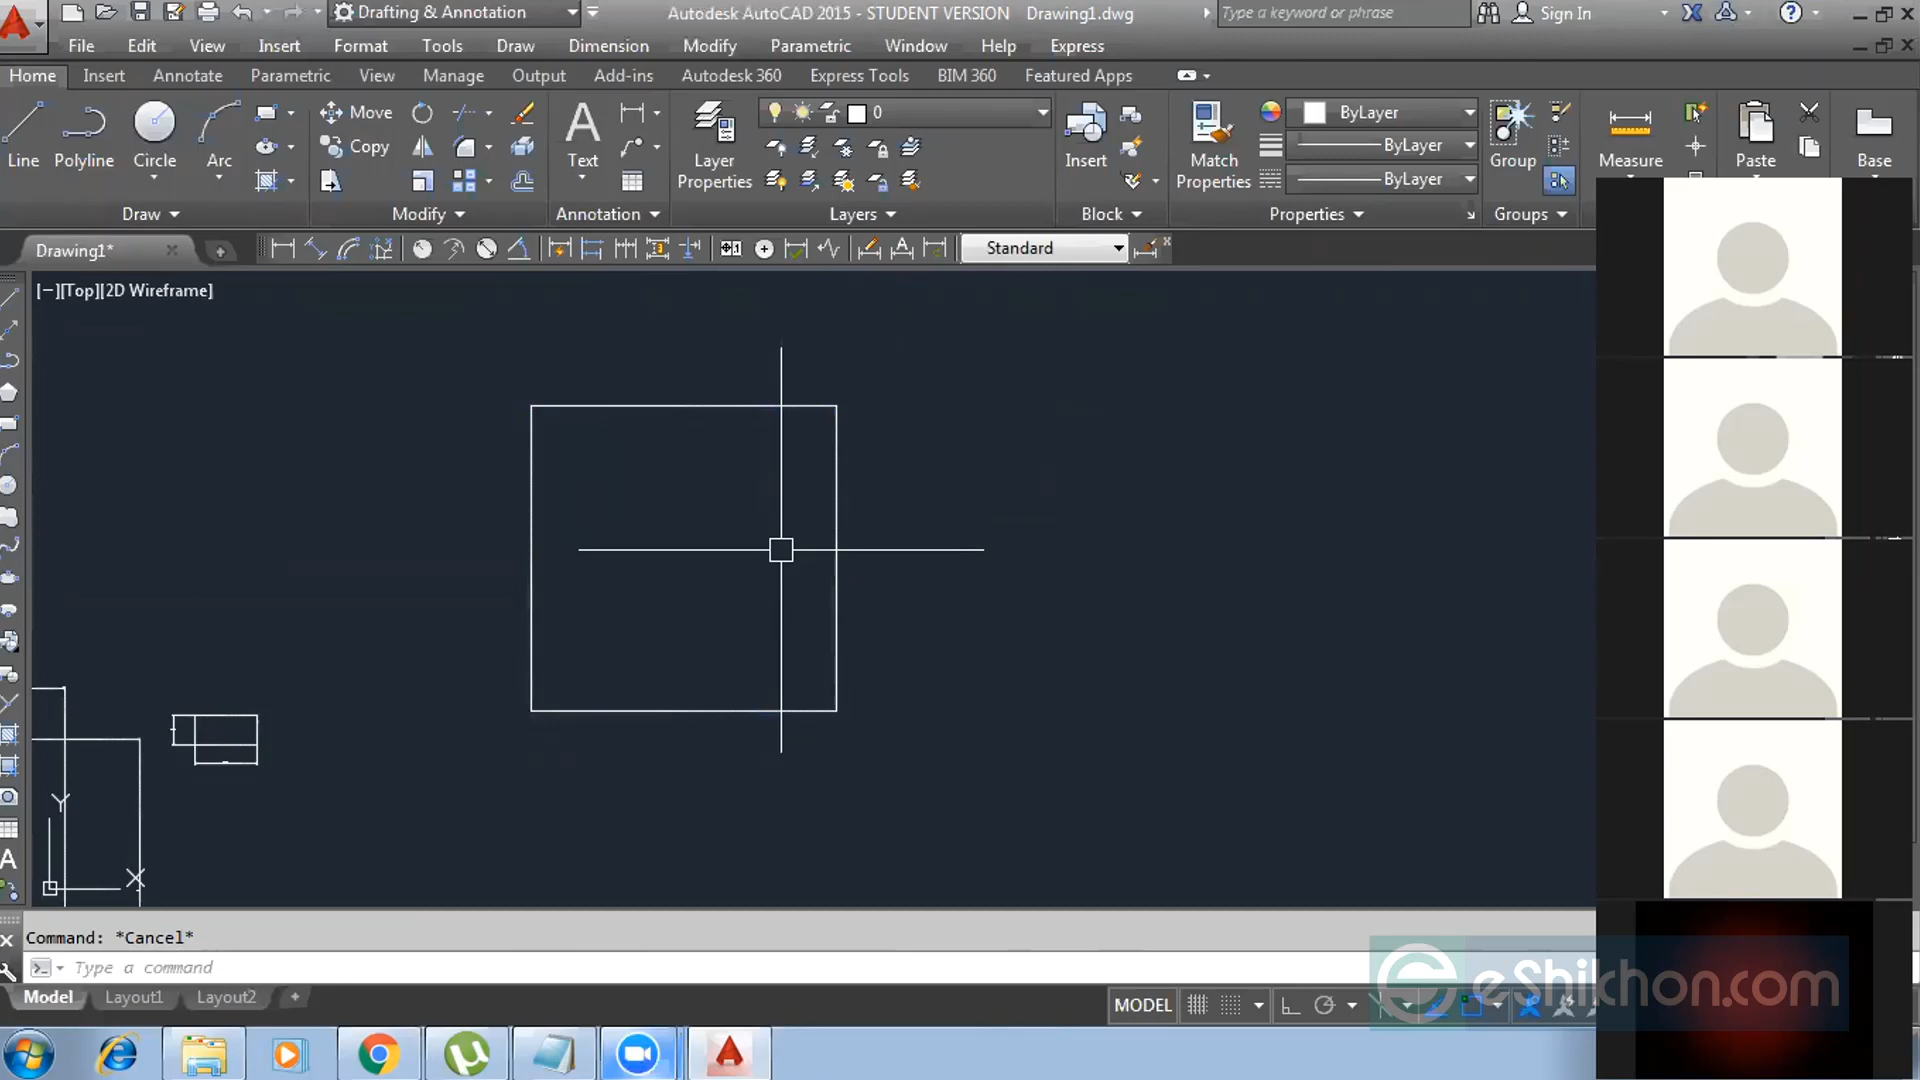 Drafting & Annotation
Autodesk AutoCAD 2015 - STUDENT VERSION Drawing1.dwg
Type a keyword or phrase
Sign In
File Edit View Insert Format Tools Draw Dimension Modify Parametric Window Help Express
Home Insert Annotate Parametric View Manage Output Add-ins Autodesk 360 Express Tools BIM 360 Featured Apps
Move
0
ByLayer
Copy
ByLayer
Line Polyline Circle Arc
Text
Layer Properties
Insert
Match Properties
Group
Measure
Paste
Base
ByLayer
Draw Modify Annotation Layers Block Properties Groups
Drawing1*
Standard
[−][Top][2D Wireframe]
Y
X
Command: *Cancel*
Type a command
Model Layout1 Layout2
MODEL
eShikhon.com